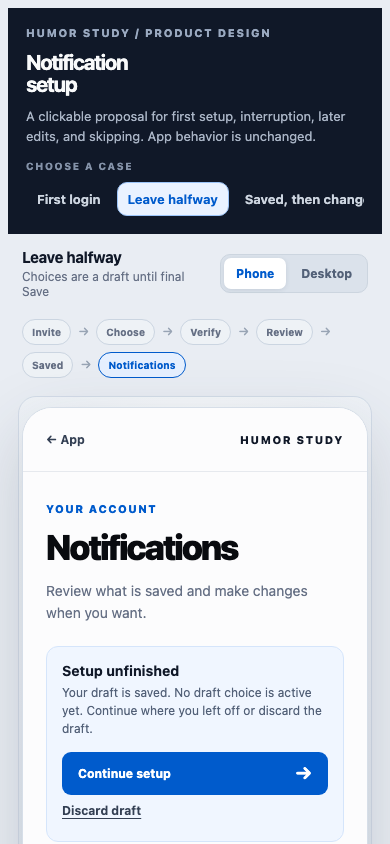 HUMOR STUDY / PRODUCT DESIGN
Notification
setup
A clickable proposal for first setup, interruption, later
edits, and skipping. App behavior is unchanged.
CHOOSE A CASE
First login
Leave halfway
Saved, then chang
Leave halfway
Choices are a draft until final
Save
Phone
Desktop
Invite → Choose → Verify → Review →
Saved → Notifications
← App
HUMOR STUDY
YOUR ACCOUNT
Notifications
Review what is saved and make changes
when you want.
Setup unfinished
Your draft is saved. No draft choice is active
yet. Continue where you left off or discard the
draft.
Continue setup →
Discard draft